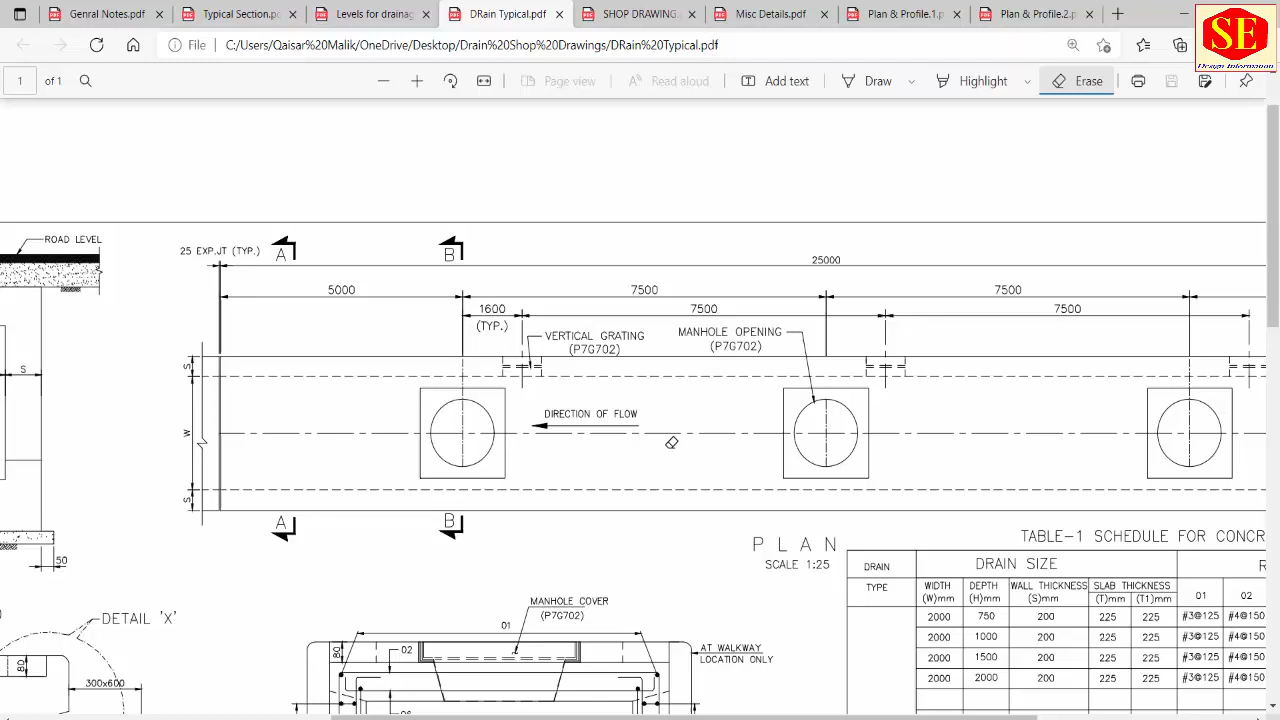 Genral Notes.pdf
Typical Section.pc
Levels for drainag
DRain Typical.pdf
SHOP DRAWING.
Misc Details.pdf
Plan & Profile.1.p
Plan & Profile.2.p
SE
Design Information
File C:/Users/Qaisar%20Malik/OneDrive/Desktop/Drain%20Shop%20Drawings/DRain%20Typical.pdf
1 of 1
Page view
Read aloud
Add text
Draw
Highlight
Erase
ROAD LEVEL
25 EXP.JT (TYP.)
A
B
25000
5000
7500
7500
1600
7500
7500
(TYP.)
VERTICAL GRATING
(P7G702)
MANHOLE OPENING
(P7G702)
S
S
W
S
DIRECTION OF FLOW
A
B
50
PLAN
SCALE 1:25
TABLE-1 SCHEDULE FOR CONCR
DRAIN
TYPE
DRAIN SIZE
R
WIDTH
(W)mm
DEPTH
(H)mm
WALL THICKNESS
(S)mm
SLAB THICKNESS
(T)mm (T1)mm
01 02
2000 750 200 225 225 #3@125 #4@150
2000 1000 200 225 225 #3@125 #4@150
2000 1500 200 225 225 #3@125 #4@150
2000 2000 200 225 225 #3@125 #4@150
DETAIL 'X'
80
300x600
MANHOLE COVER
(P7G702)
01
80
02
AT WALKWAY
LOCATION ONLY